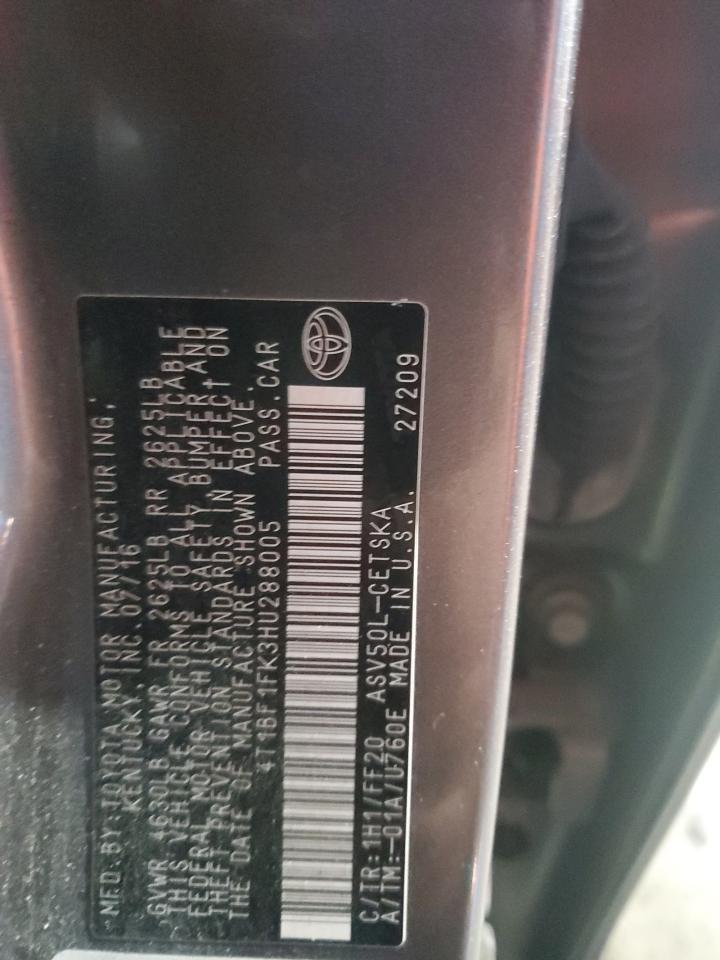 MFD. BY: TOYOTA MOTOR MANUFACTURING,
KENTUCKY, INC. 07/16
GVWR 4630LB GAWR FR 2625LB RR 2625LB
THIS VEHICLE CONFORMS TO ALL APPLICABLE
FEDERAL MOTOR VEHICLE SAFETY, BUMPER AND
THEFT PREVENTION STANDARDS IN EFFECT ON
THE DATE OF MANUFACTURE SHOWN ABOVE.
4T1BF1FK3HU288005 PASS. CAR
C/TR: 1H1/FF20 ASV50L-CETSKA
A/TM: -01A/U760E MADE IN U.S.A. 27209